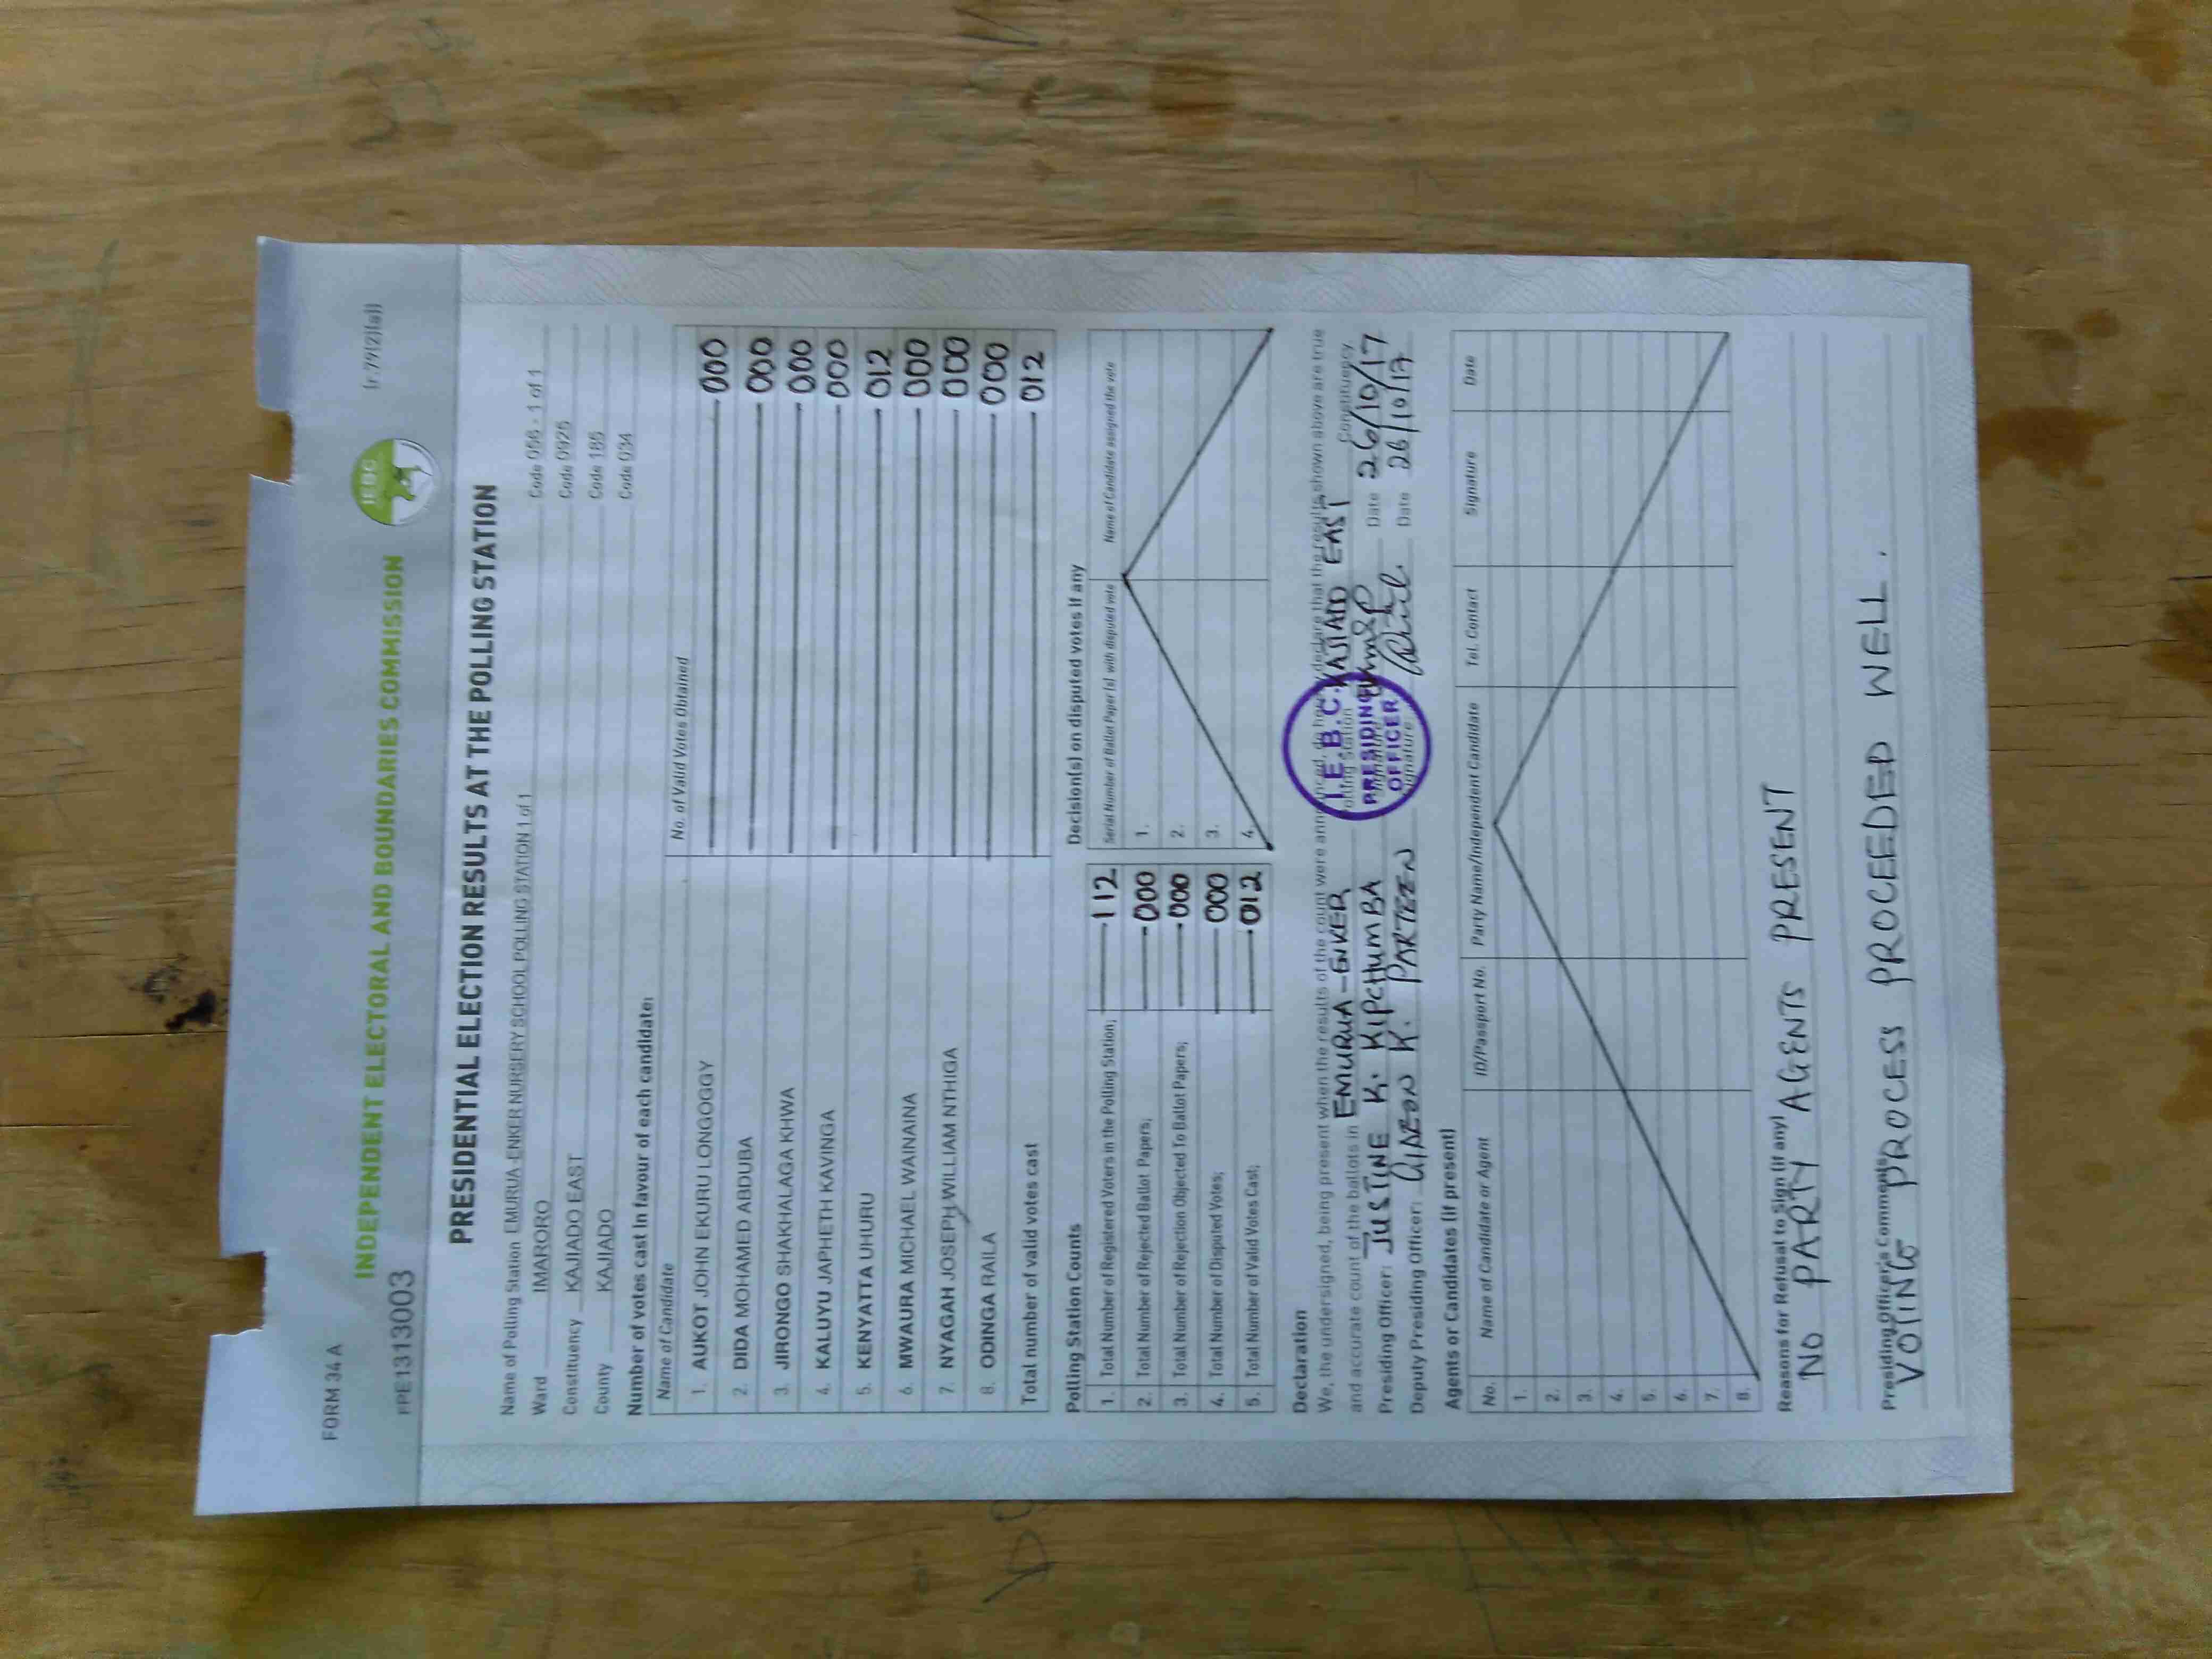 FORM 34A
(r.79(2)(a))
IEBC
INDEPENDENT ELECTORAL AND BOUNDARIES COMMISSION
PRE1313003
PRESIDENTIAL ELECTION RESULTS AT THE POLLING STATION
Name of Polling Station EMURUA-ENKER NURSERY SCHOOL POLLING STATION 1 of 1 Code 056 - 1 of 1
Ward IMARORO Code 0925
Constituency KAJIADO EAST Code 185
County KAJIADO Code 034
Number of votes cast in favour of each candidate:
Name of Candidate No. of Valid Votes Obtained
1. AUKOT JOHN EKURU LONGOGGY 000
2. DIDA MOHAMED ABDUBA 000
3. JIRONGO SHAKHALAGA KHWA 000
4. KALUYU JAPHETH KAVINGA 000
5. KENYATTA UHURU 012
6. MWAURA MICHAEL WAINAINA 000
7. NYAGAH JOSEPH WILLIAM NTHIGA 000
8. ODINGA RAILA 000
Total number of valid votes cast 012
Polling Station Counts
1. Total Number of Registered Voters in the Polling Station; 112
2. Total Number of Rejected Ballot Papers; 000
3. Total Number of Rejection Objected To Ballot Papers; 000
4. Total Number of Disputed Votes; 000
5. Total Number of Valid Votes Cast; 012
Decision(s) on disputed votes if any
Serial Number of Ballot Paper(s) with disputed vote Name of Candidate assigned the vote
1.
2.
3.
4.
Declaration
We, the undersigned, being present when the results of the count were announced, do hereby declare that the results shown above are true
and accurate count of the ballots in EMURUA-ENKER Polling Station KAJIADO EAST Constituency
Presiding Officer: JUSTINE K. KIPCHUMBA Signature Date 26/10/17
Deputy Presiding Officer: GIDEON K. PARTEEN Signature: Date 26/10/17
I.E.B.C.
PRESIDING
OFFICER
Agents or Candidates (if present)
No. Name of Candidate or Agent ID/Passport No. Party Name/Independent Candidate Tel. Contact Signature Date
1.
2.
3.
4.
5.
6.
7.
8.
Reasons for Refusal to Sign (if any)
NO PARTY AGENTS PRESENT
Presiding Officer's Comments
VOTING PROCESS PROCEEDED WELL.